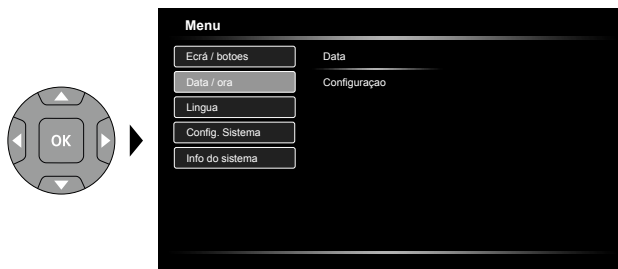 Menu
Ecrá / botoes
Data
Data / ora
Configuraçao
Lingua
Config. Sistema
Info do sistema
OK